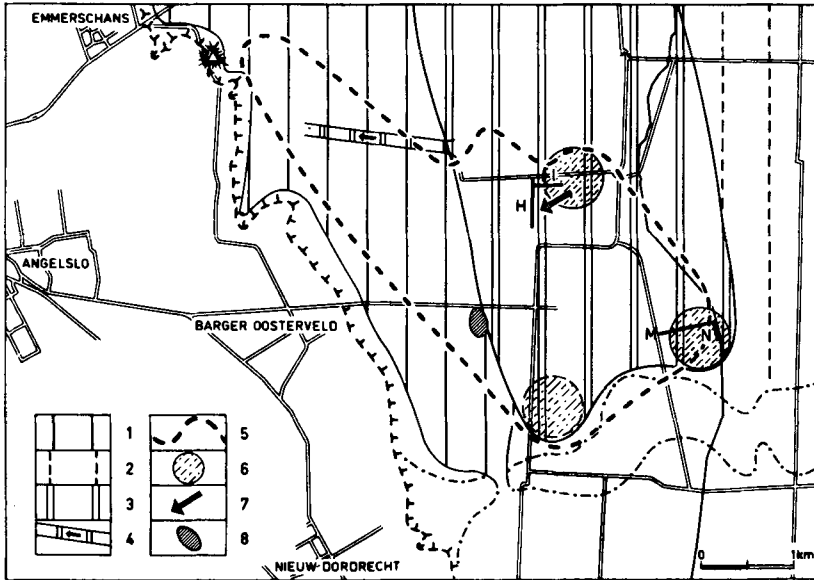 EMMERSCHANS
I
H
ANGELSLO
BARGER OOSTERVELD
M
N
1 5
2 6
3 7
4 8
0 1km
NIEUW-DORDRECHT